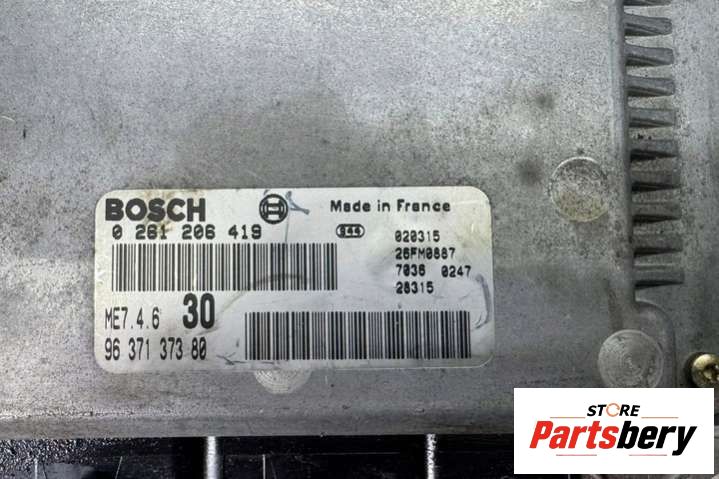 BOSCH Made in France
0 261 206 419 944 020315
26FM0887
7036 0247
28315
ME7.4.6 30
96 371 373 80
STORE
Partsbery